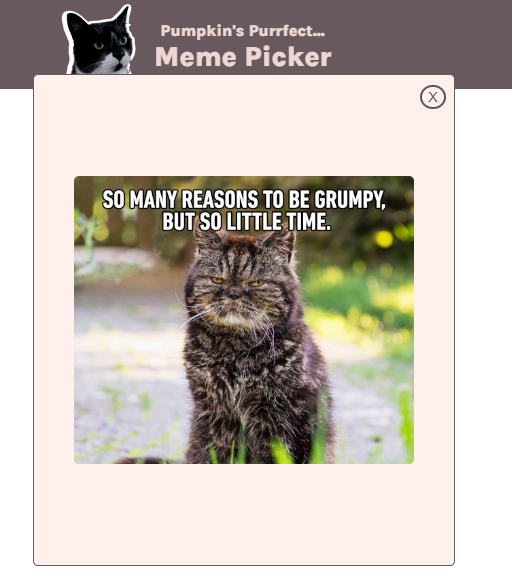 Pumpkin's Purrfect...
Meme Picker
X
SO MANY REASONS TO BE GRUMPY,
BUT SO LITTLE TIME.